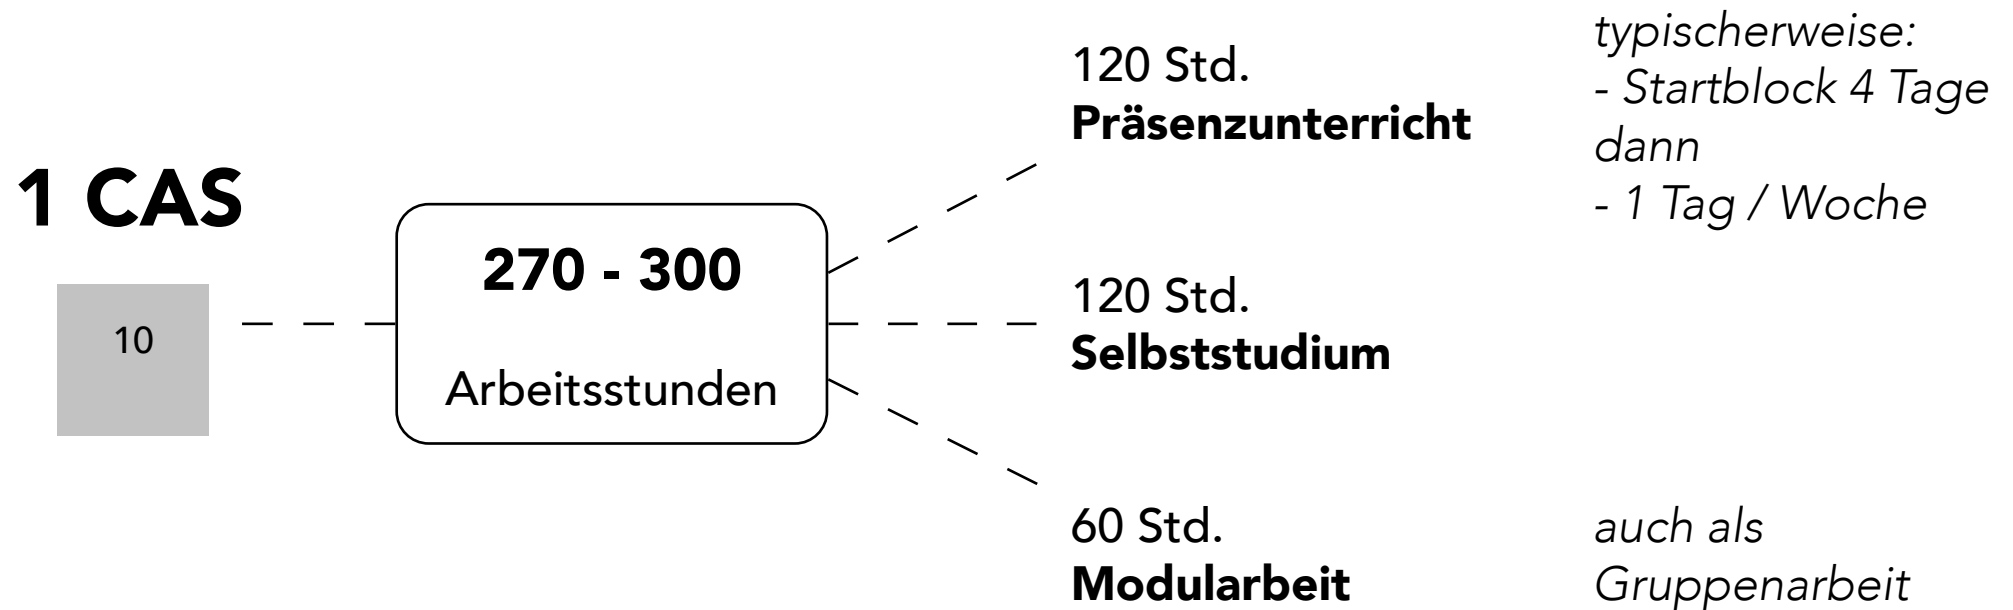 1 CAS
10
270 - 300
Arbeitsstunden
120 Std.
Präsenzunterricht
typischerweise:
- Startblock 4 Tage
dann
- 1 Tag / Woche
120 Std.
Selbststudium
60 Std.
Modularbeit
auch als
Gruppenarbeit